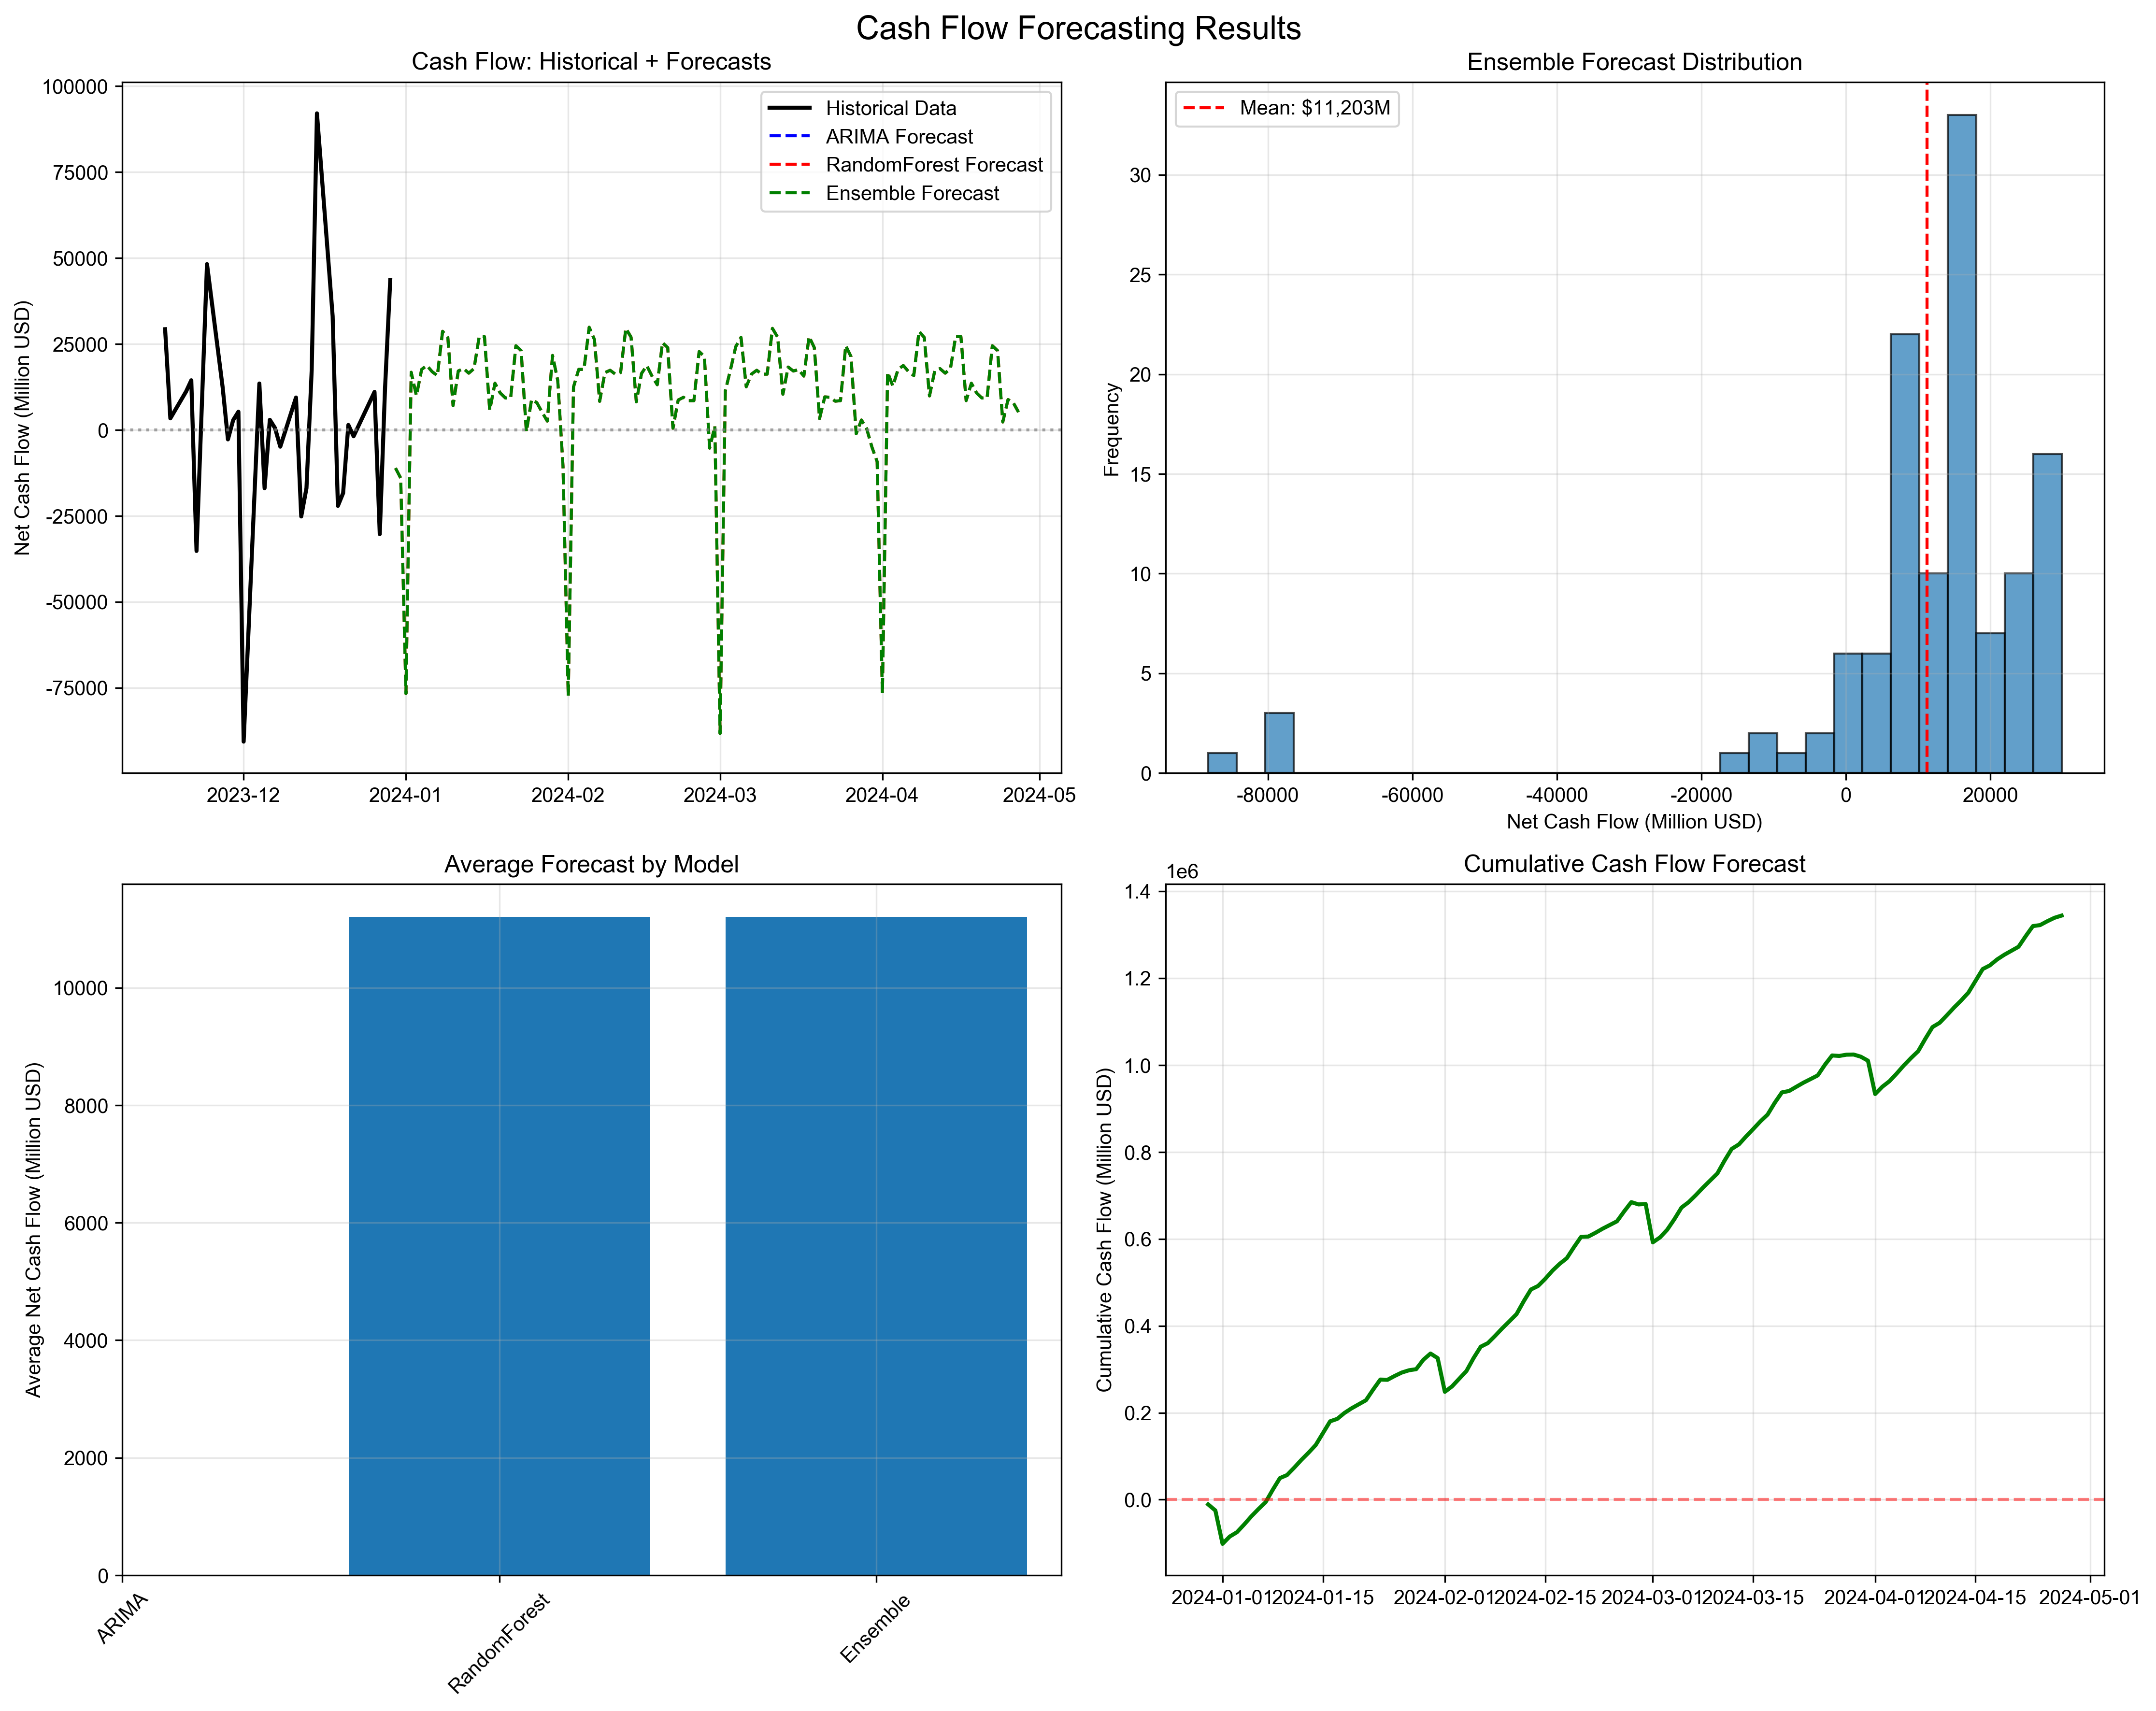 Cash Flow Forecasting Results
Cash Flow: Historical + Forecasts
Net Cash Flow (Million USD)
100000
75000
50000
25000
0
-25000
-50000
-75000
Historical Data
ARIMA Forecast
RandomForest Forecast
Ensemble Forecast
2023-12
2024-01
2024-02
2024-03
2024-04
2024-05
Ensemble Forecast Distribution
Frequency
30
25
20
15
10
5
0
Mean: $11,203M
-80000
-60000
-40000
-20000
0
20000
Net Cash Flow (Million USD)
Average Forecast by Model
Average Net Cash Flow (Million USD)
10000
8000
6000
4000
2000
0
ARIMA
RandomForest
Ensemble
Cumulative Cash Flow Forecast
1e6
Cumulative Cash Flow (Million USD)
1.4
1.2
1.0
0.8
0.6
0.4
0.2
0.0
2024-01-01
2024-01-15
2024-02-01
2024-02-15
2024-03-01
2024-03-15
2024-04-01
2024-04-15
2024-05-01